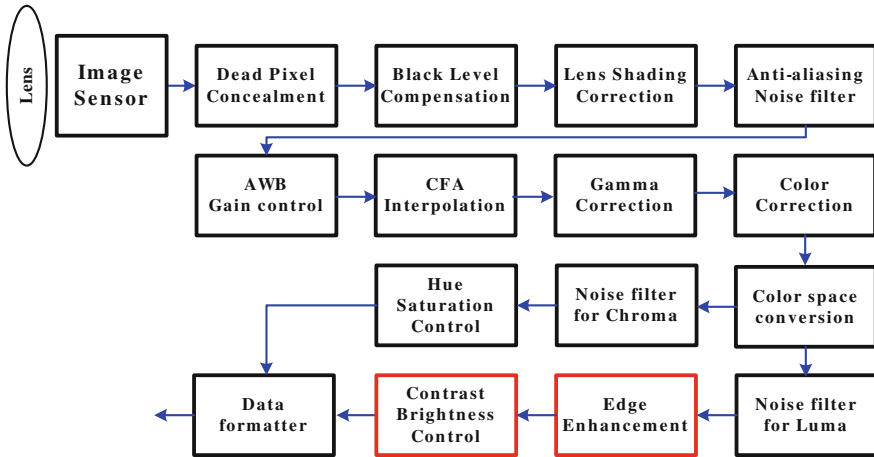 Lens
Image
Sensor
Dead Pixel
Concealment
Black Level
Compensation
Lens Shading
Correction
Anti-aliasing
Noise filter
AWB
Gain control
CFA
Interpolation
Gamma
Correction
Color
Correction
Hue
Saturation
Control
Noise filter
for Chroma
Color space
conversion
Data
formatter
Contrast
Brightness
Control
Edge
Enhancement
Noise filter
for Luma